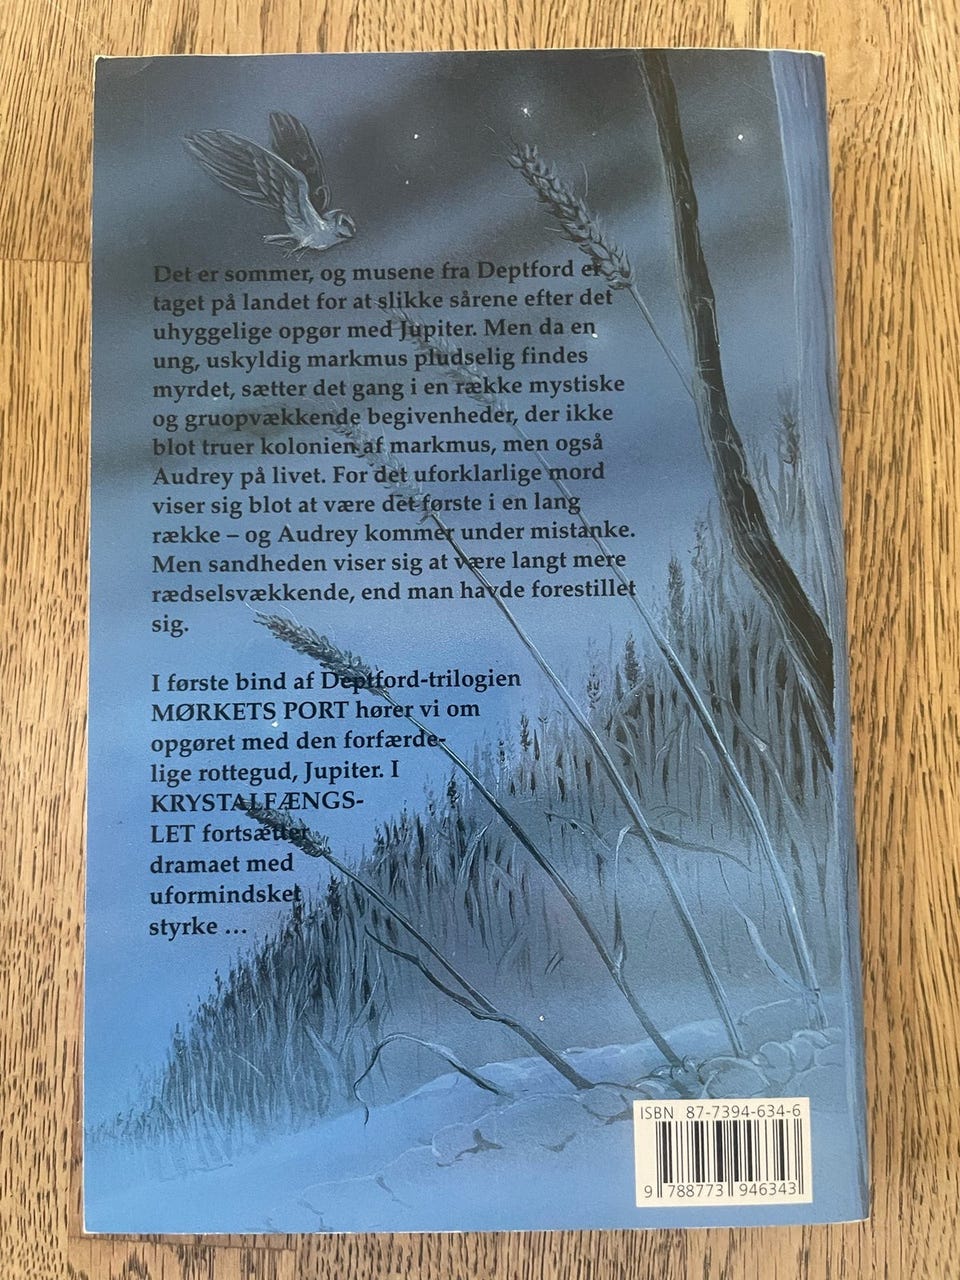 Det er sommer, og musene fra Deptford er
taget på landet for at slikke sårene efter det
uhyggelige opgør med Jupiter. Men da en
ung, uskyldig markmus pludselig findes
myrdet, sætter det gang i en række mystiske
og gruopvækkende begivenheder, der ikke
blot truer kolonien af markmus, men også
Audrey på livet. For det uforklarlige mord
viser sig blot at være det første i en lang
række – og Audrey kommer under mistanke.
Men sandheden viser sig at være langt mere
rædselsvækkende, end man havde forestillet
sig.
I første bind af Deptford-trilogien
MØRKETS PORT hører vi om
opgøret med den forfærde-
lige rottegud, Jupiter. I
KRYSTALFÆNGS-
LET fortsætter
dramaet med
uformindsket
styrke ...
ISBN 87-7394-634-6
9 788773 946343